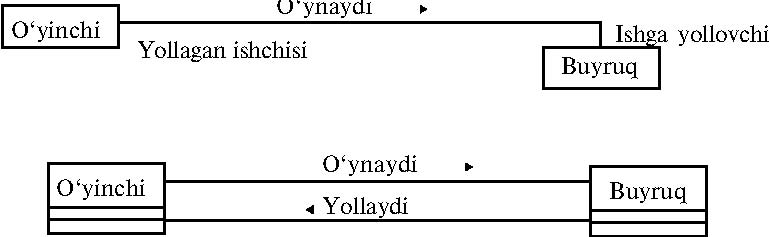 O‘ynaydi
O‘yinchi
Yollagan ishchisi
Ishga yollovchi
Buyruq
O‘ynaydi
O‘yinchi
Yollaydi
Buyruq